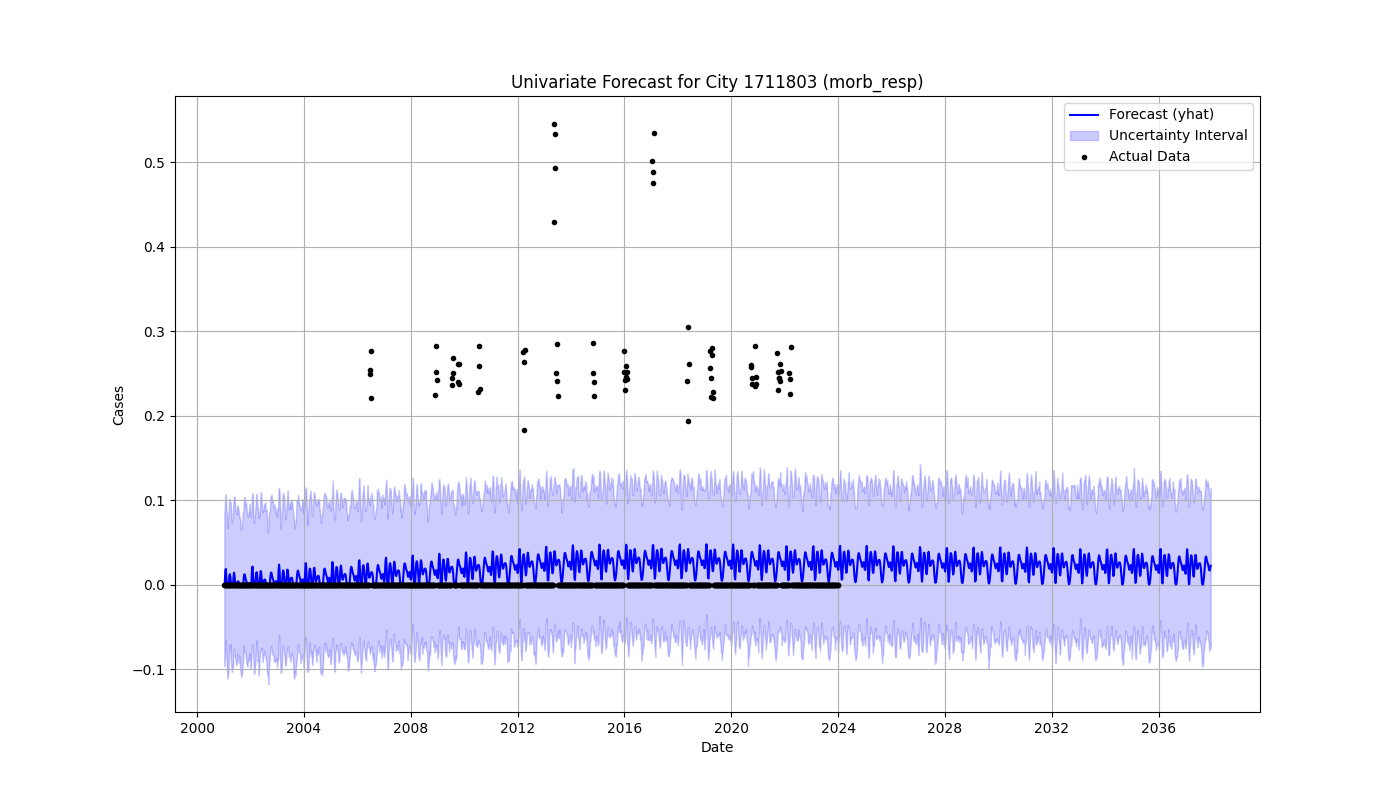 Univariate Forecast for City 1711803 (morb_resp)
Forecast (yhat)
Uncertainty Interval
Actual Data
Cases
0.5
0.4
0.3
0.2
0.1
0.0
−0.1
2000 2004 2008 2012 2016 2020 2024 2028 2032 2036
Date